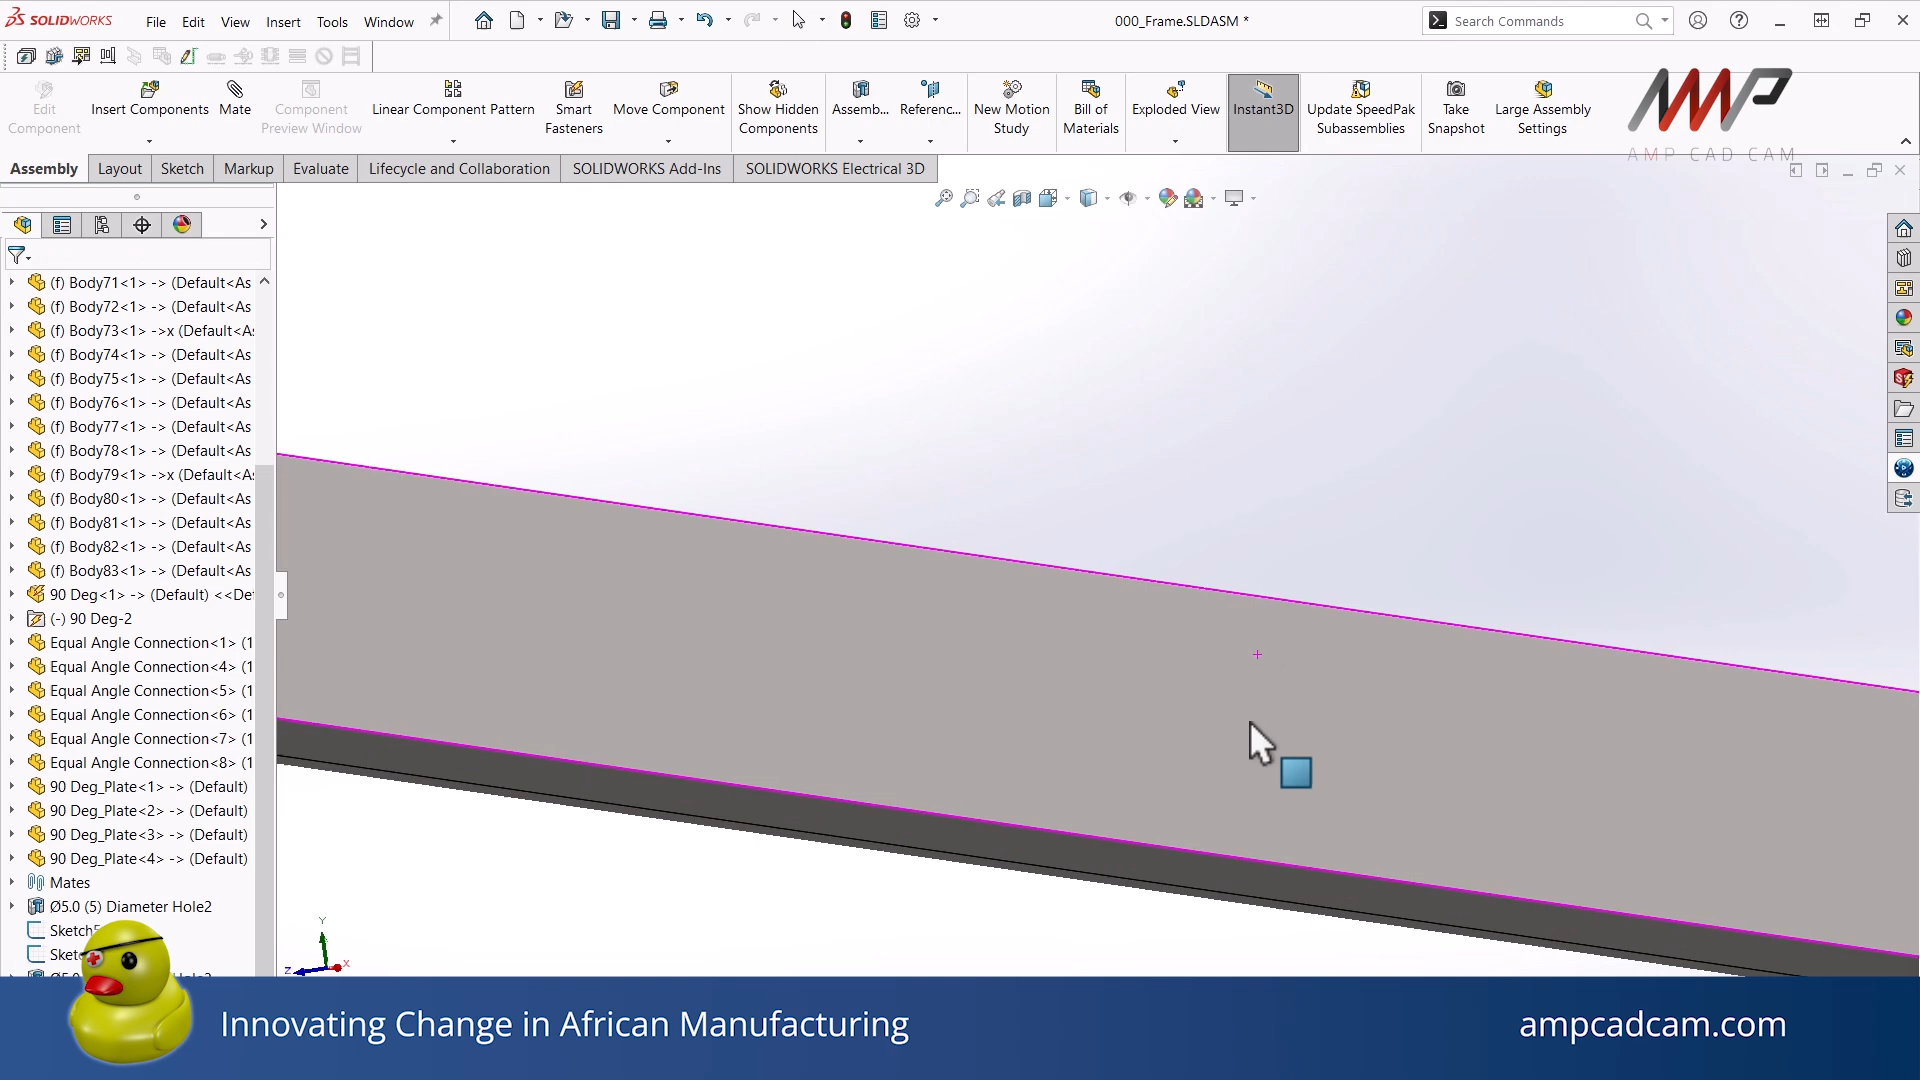 SOLIDWORKS
File Edit View Insert Tools Window
000_Frame.SLDASM *
Search Commands
Edit Component
Insert Components
Mate
Component Preview Window
Linear Component Pattern
Smart Fasteners
Move Component
Show Hidden Components
Assemb...
Referenc...
New Motion Study
Bill of Materials
Exploded View
Instant3D
Update SpeedPak Subassemblies
Take Snapshot
Large Assembly Settings
AMP
AMP CAD CAM
Assembly Layout Sketch Markup Evaluate Lifecycle and Collaboration SOLIDWORKS Add-Ins SOLIDWORKS Electrical 3D
(f) Body71<1> -> (Default<As
(f) Body72<1> -> (Default<As
(f) Body73<1> ->x (Default<As
(f) Body74<1> -> (Default<As
(f) Body75<1> -> (Default<As
(f) Body76<1> -> (Default<As
(f) Body77<1> -> (Default<As
(f) Body78<1> -> (Default<As
(f) Body79<1> ->x (Default<As
(f) Body80<1> -> (Default<As
(f) Body81<1> -> (Default<As
(f) Body82<1> -> (Default<As
(f) Body83<1> -> (Default<As
90 Deg<1> -> (Default) <<Def
(-) 90 Deg-2
Equal Angle Connection<1> (1
Equal Angle Connection<4> (1
Equal Angle Connection<5> (1
Equal Angle Connection<6> (1
Equal Angle Connection<7> (1
Equal Angle Connection<8> (1
90 Deg_Plate<1> -> (Default)
90 Deg_Plate<2> -> (Default)
90 Deg_Plate<3> -> (Default)
90 Deg_Plate<4> -> (Default)
Mates
Ø5.0 (5) Diameter Hole2
Y
Z
X
Innovating Change in African Manufacturing
ampcadcam.com